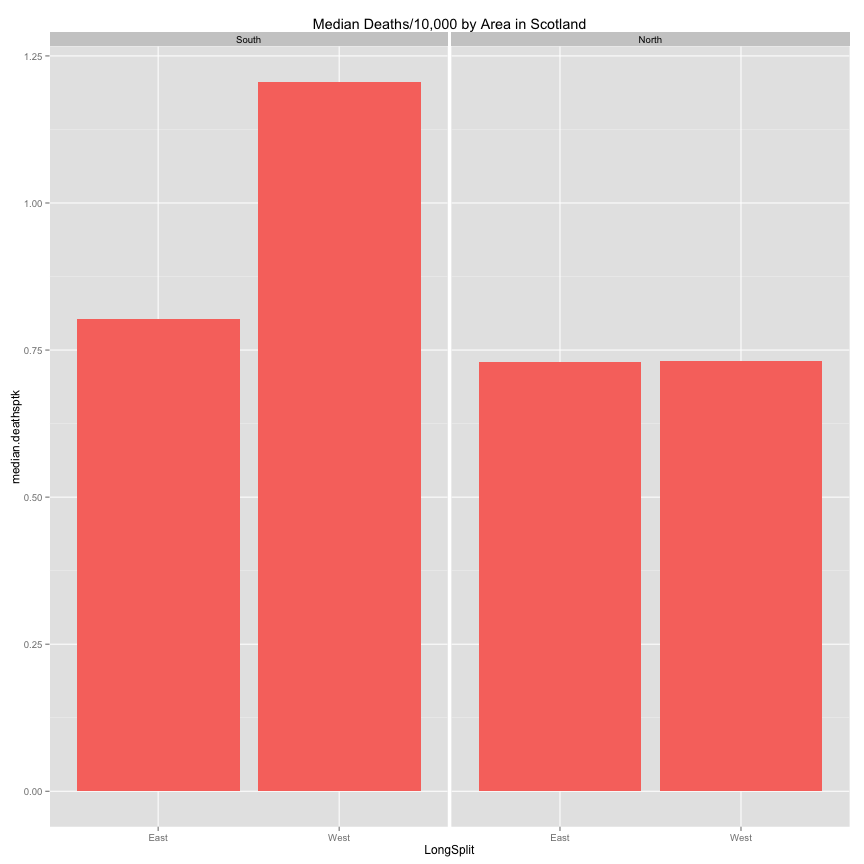 Median Deaths/10,000 by Area in Scotland
South
North
1.25
1.00
0.75
0.50
0.25
0.00
median.deathsptk
East
West
East
West
LongSplit